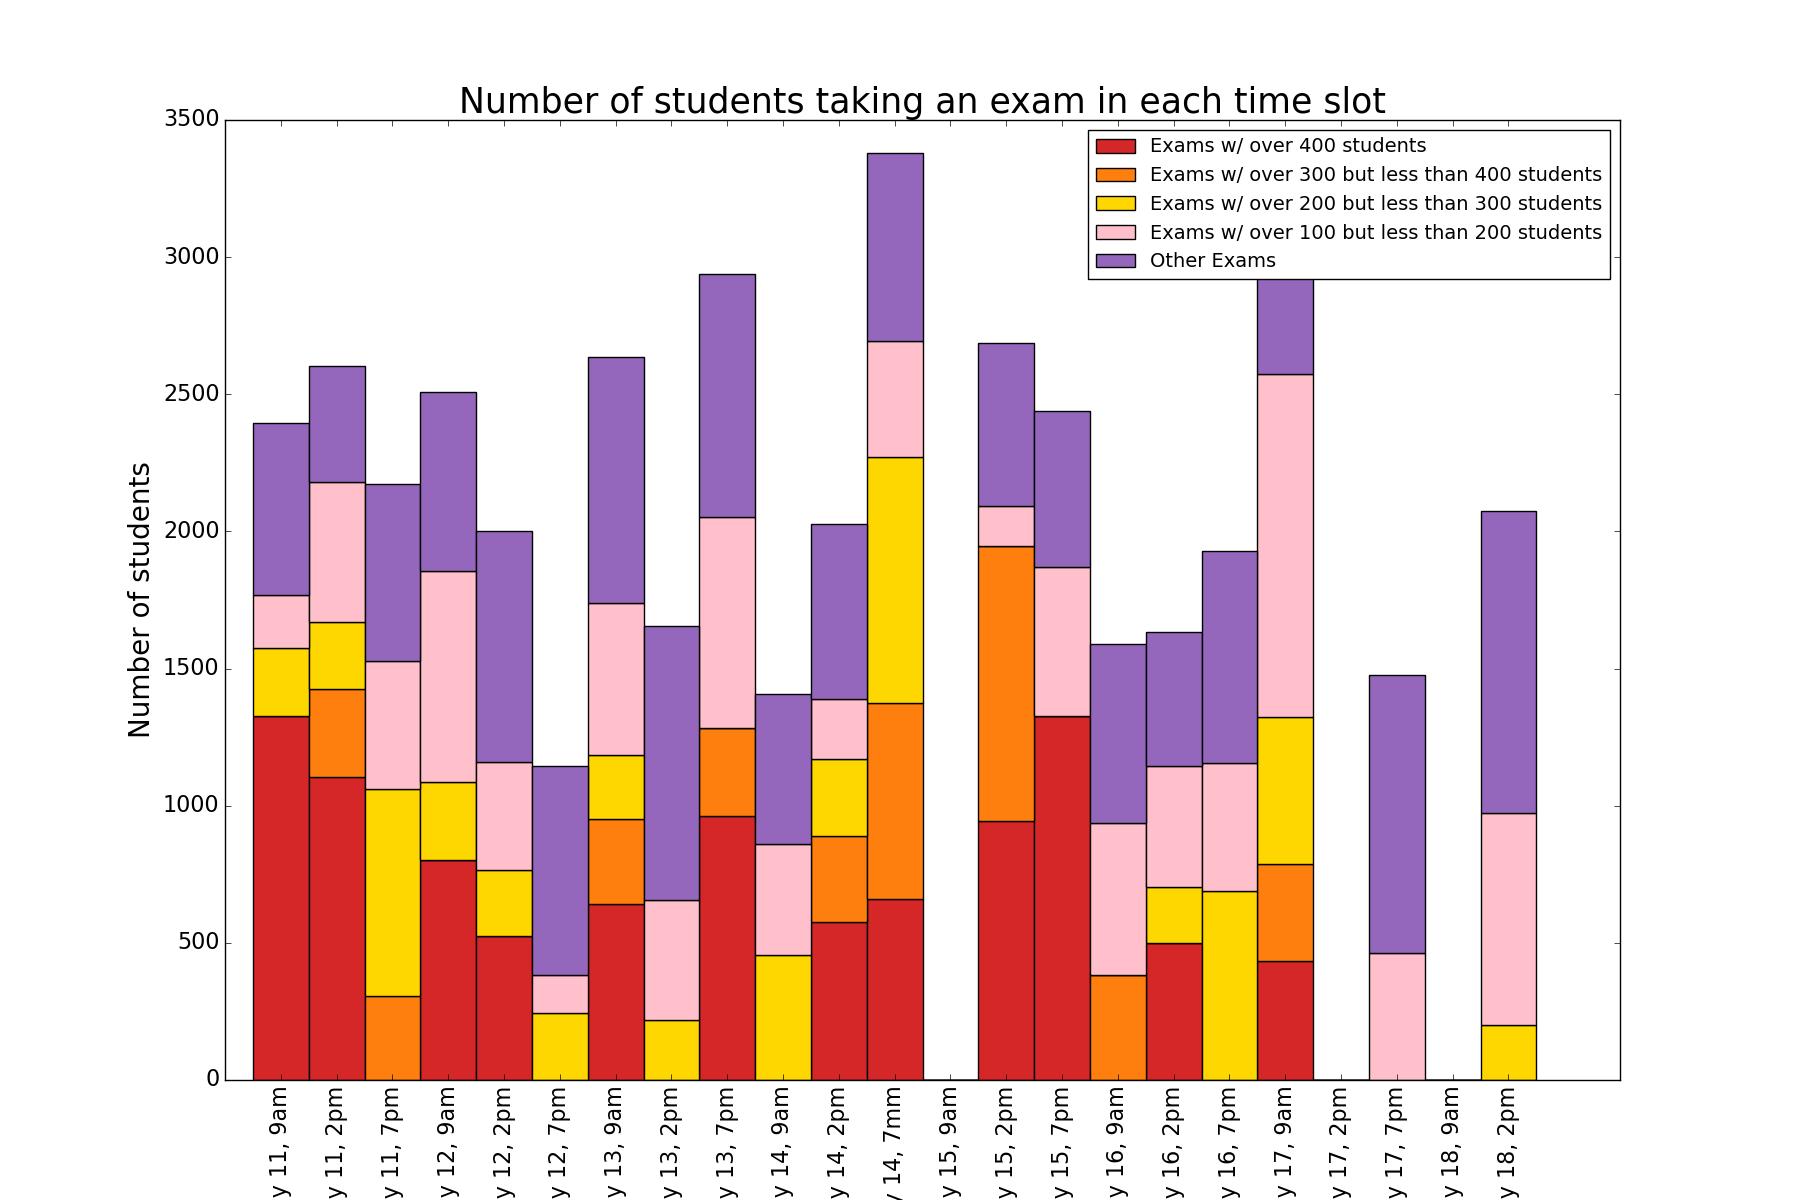 Number of students taking an exam in each time slot
3500
3000
2500
2000
1500
1000
500
0
Number of students
Exams w/ over 400 students
Exams w/ over 300 but less than 400 students
Exams w/ over 200 but less than 300 students
Exams w/ over 100 but less than 200 students
Other Exams
y 11, 9am
y 11, 2pm
y 11, 7pm
y 12, 9am
y 12, 2pm
y 12, 7pm
y 13, 9am
y 13, 2pm
y 13, 7pm
y 14, 9am
y 14, 2pm
y 14, 7mm
y 15, 9am
y 15, 2pm
y 15, 7pm
y 16, 9am
y 16, 2pm
y 16, 7pm
y 17, 9am
y 17, 2pm
y 17, 7pm
y 18, 9am
y 18, 2pm